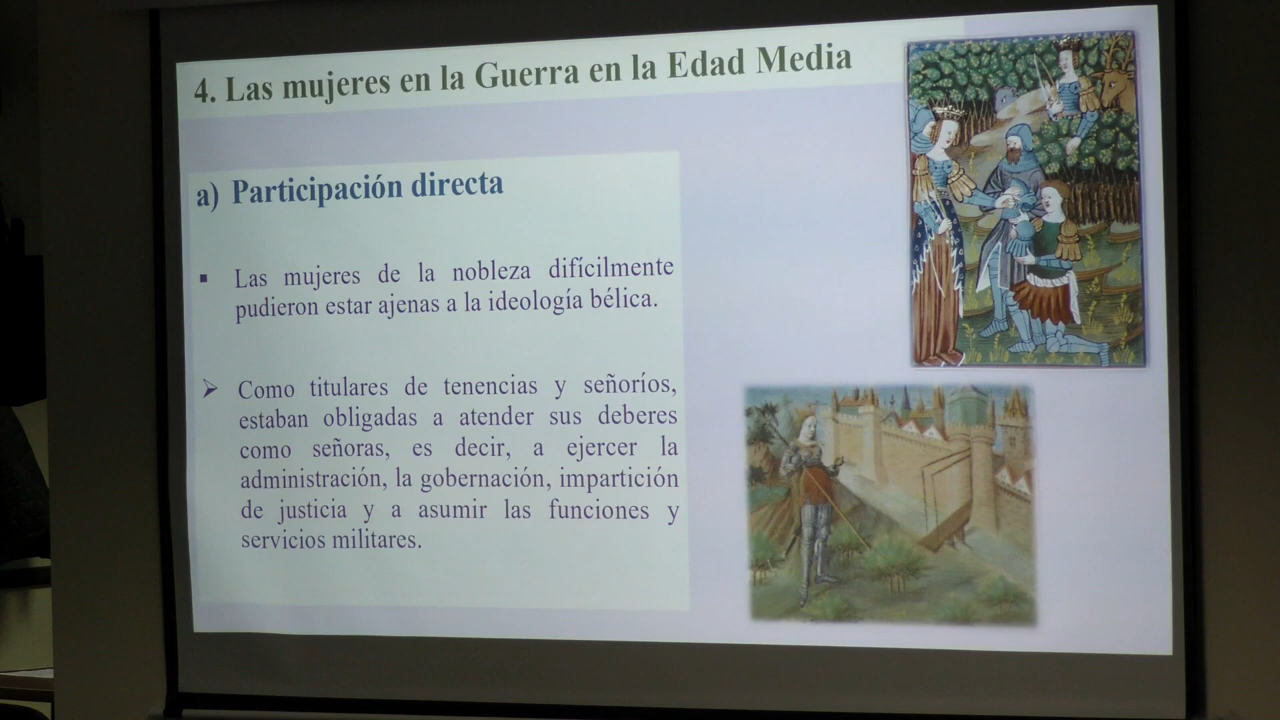 4. Las mujeres en la Guerra en la Edad Media
a) Participación directa
▪ Las mujeres de la nobleza difícilmente
pudieron estar ajenas a la ideología bélica.
➢ Como titulares de tenencias y señoríos,
estaban obligadas a atender sus deberes
como señoras, es decir, a ejercer la
administración, la gobernación, impartición
de justicia y a asumir las funciones y
servicios militares.